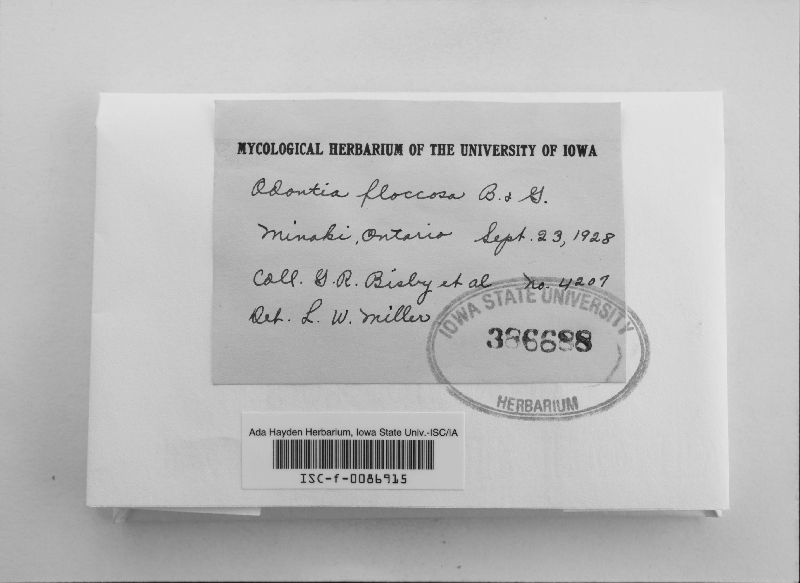 MYCOLOGICAL HERBARIUM OF THE UNIVERSITY OF IOWA
Odontia floccosa B. & G.
Minaki, Ontario Sept. 23, 1928
Coll. G. R. Bisby et al no. 4207
Det. L. W. Miller
IOWA STATE UNIVERSITY
386688
HERBARIUM
Ada Hayden Herbarium, Iowa State Univ.-ISC/IA
ISC-f-0086915